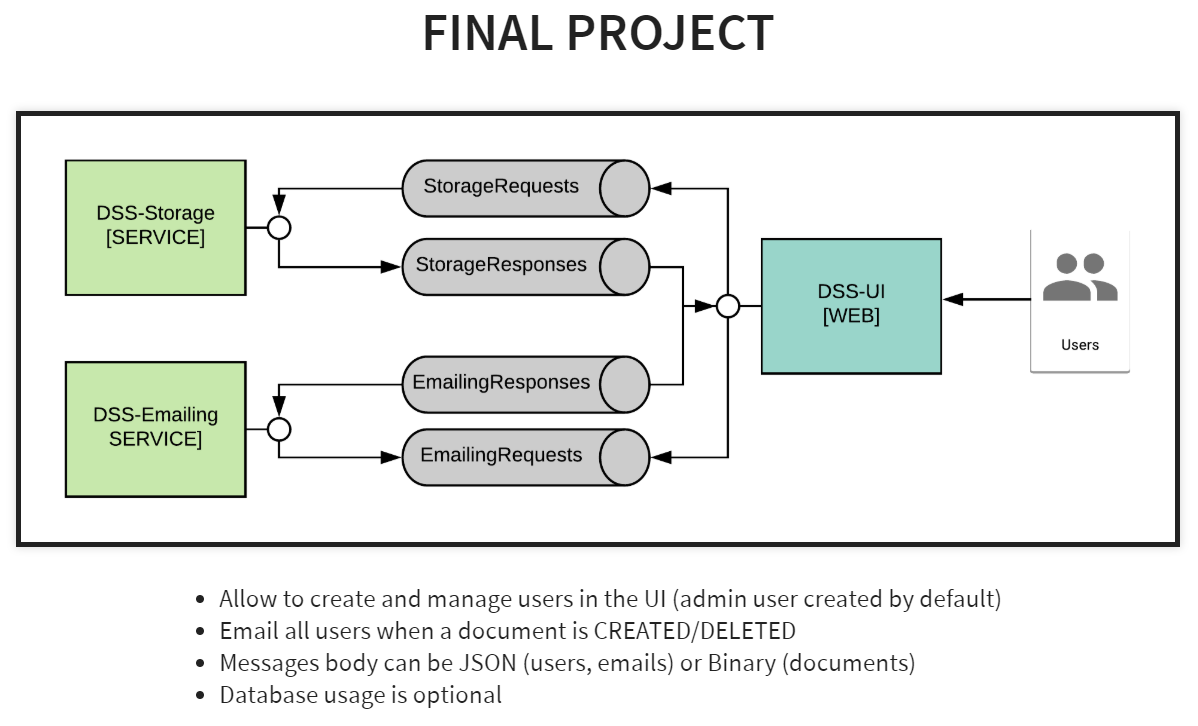 FINAL PROJECT
DSS-Storage
[SERVICE]
StorageRequests
StorageResponses
DSS-UI
[WEB]
Users
DSS-Emailing
SERVICE]
EmailingResponses
EmailingRequests
• Allow to create and manage users in the UI (admin user created by default)
• Email all users when a document is CREATED/DELETED
• Messages body can be JSON (users, emails) or Binary (documents)
• Database usage is optional